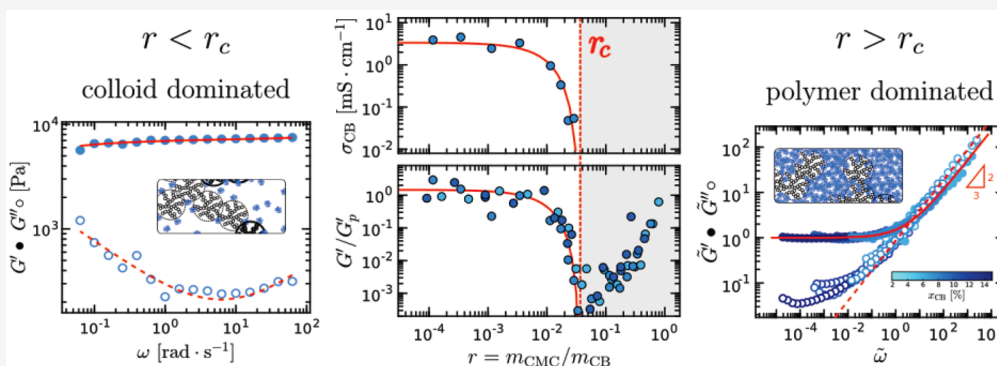 r < r_c
colloid dominated
10^4
10^3
G' ● G'' ○ [Pa]
10^-1 10^0 10^1 10^2
ω [rad · s^-1]
10^1
10^0
10^-1
10^-2
σ_CB [mS · cm^-1]
r_c
10^0
10^-1
10^-2
10^-3
G'/G'_p
10^-4 10^-3 10^-2 10^-1 10^0
r = m_CMC/m_CB
r > r_c
polymer dominated
10^2
10^1
10^0
10^-1
G̃' ● G̃'' ○
2
3
2 4 6 8 10 12 14
x_CB [%]
10^-4 10^-2 10^0 10^2 10^4
ω̃